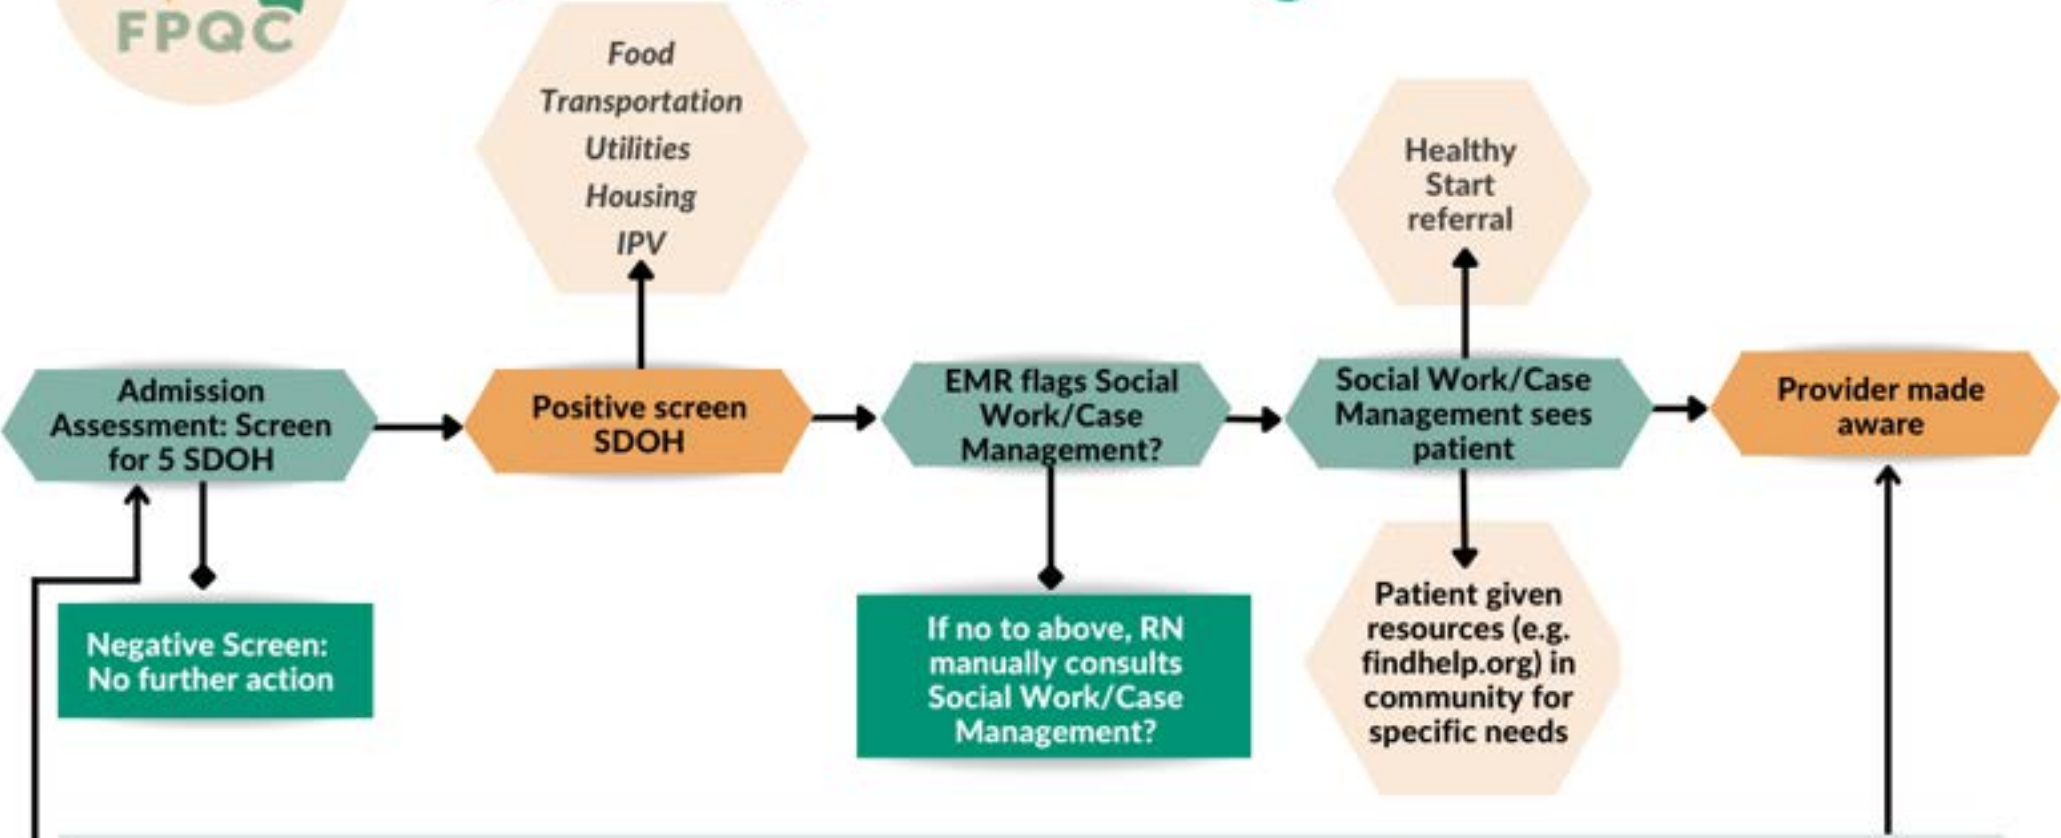 FPQC
Food
Transportation
Utilities
Housing
IPV
Healthy
Start
referral
Admission
Assessment: Screen
for 5 SDOH
Positive screen
SDOH
EMR flags Social
Work/Case
Management?
Social Work/Case
Management sees
patient
Provider made
aware
Negative Screen:
No further action
If no to above, RN
manually consults
Social Work/Case
Management?
Patient given
resources (e.g.
findhelp.org) in
community for
specific needs